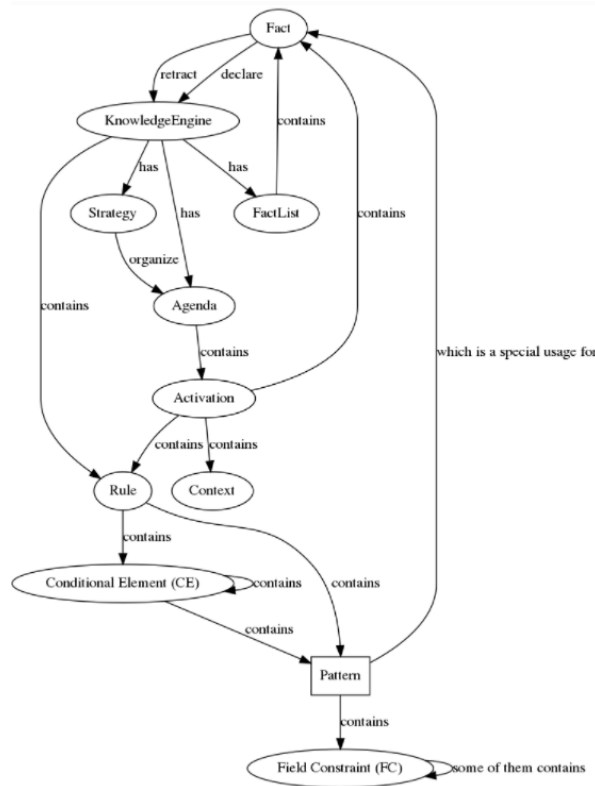 Fact
retract
declare
KnowledgeEngine
contains
has
has
Strategy
has
FactList
contains
organize
Agenda
contains
which is a special usage for
contains
Activation
contains
contains
Rule
Context
contains
Conditional Element (CE)
contains
contains
contains
Pattern
contains
Field Constraint (FC)
some of them contains